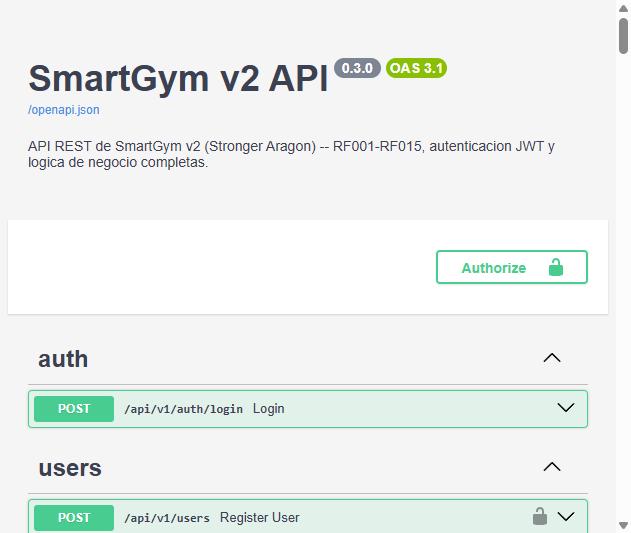 SmartGym v2 API 0.3.0 OAS 3.1
/openapi.json
API REST de SmartGym v2 (Stronger Aragon) -- RF001-RF015, autenticacion JWT y
logica de negocio completas.
Authorize
auth
POST /api/v1/auth/login Login
users
POST /api/v1/users Register User